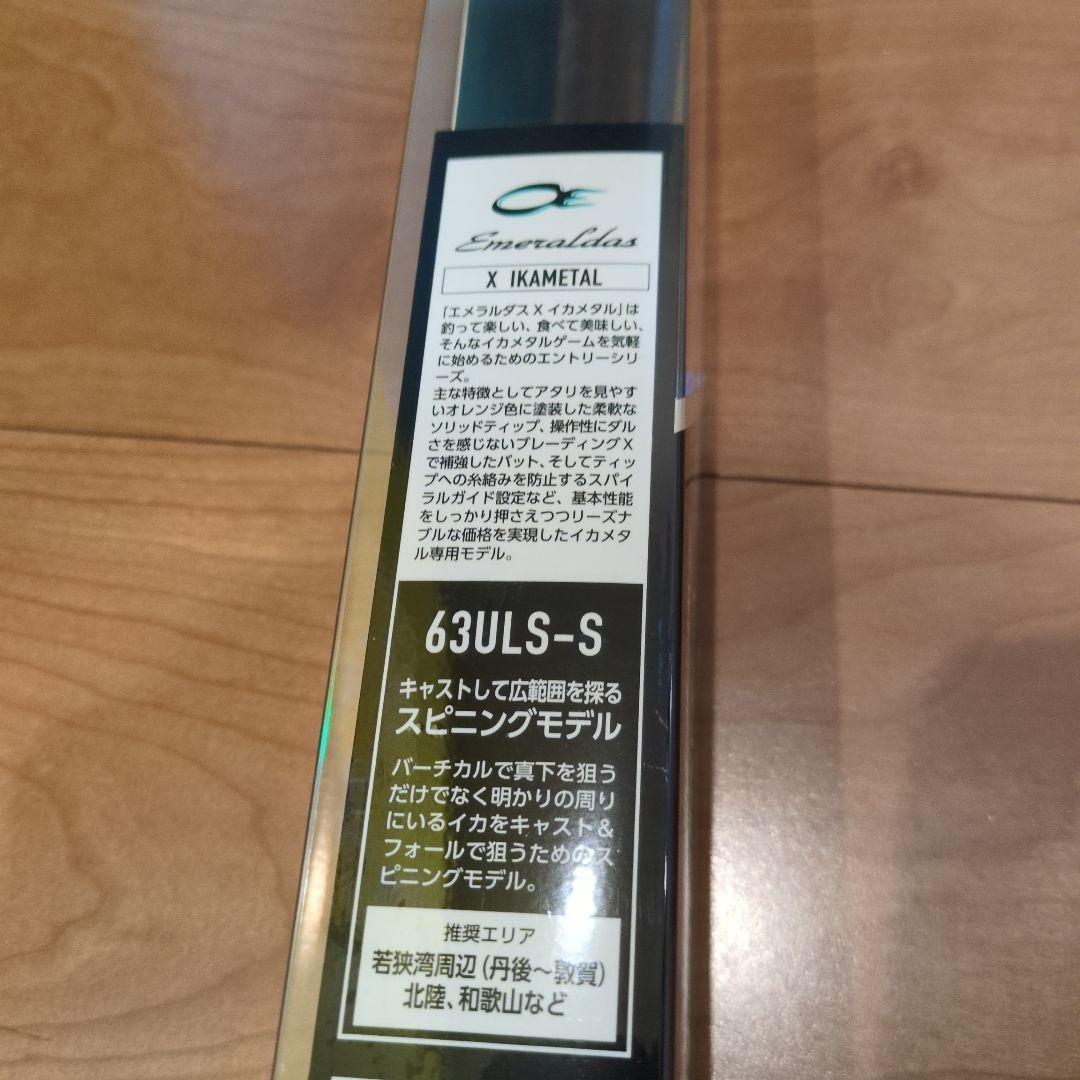 Emeraldas
X IKAMETAL
「エメラルダス X イカメタル」は
釣って楽しい、食べて美味しい、
そんなイカメタルゲームを気軽
に始めるためのエントリーシリ
ーズ。
主な特徴としてアタリを見やす
いオレンジ色に塗装した柔軟な
ソリッドティップ、操作性にダル
さを感じないブレーディングX
で補強したバット、そしてティッ
プへの糸絡みを防止するスパイ
ラルガイド設定など、基本性能
をしっかり押さえつつリーズナ
ブルな価格を実現したイカメタ
ル専用モデル。
63ULS-S
キャストして広範囲を探る
スピニングモデル
バーチカルで真下を狙う
だけでなく明かりの周り
にいるイカをキャスト&
フォールで狙うためのス
ピニングモデル。
推奨エリア
若狭湾周辺(丹後~敦賀)
北陸、和歌山など